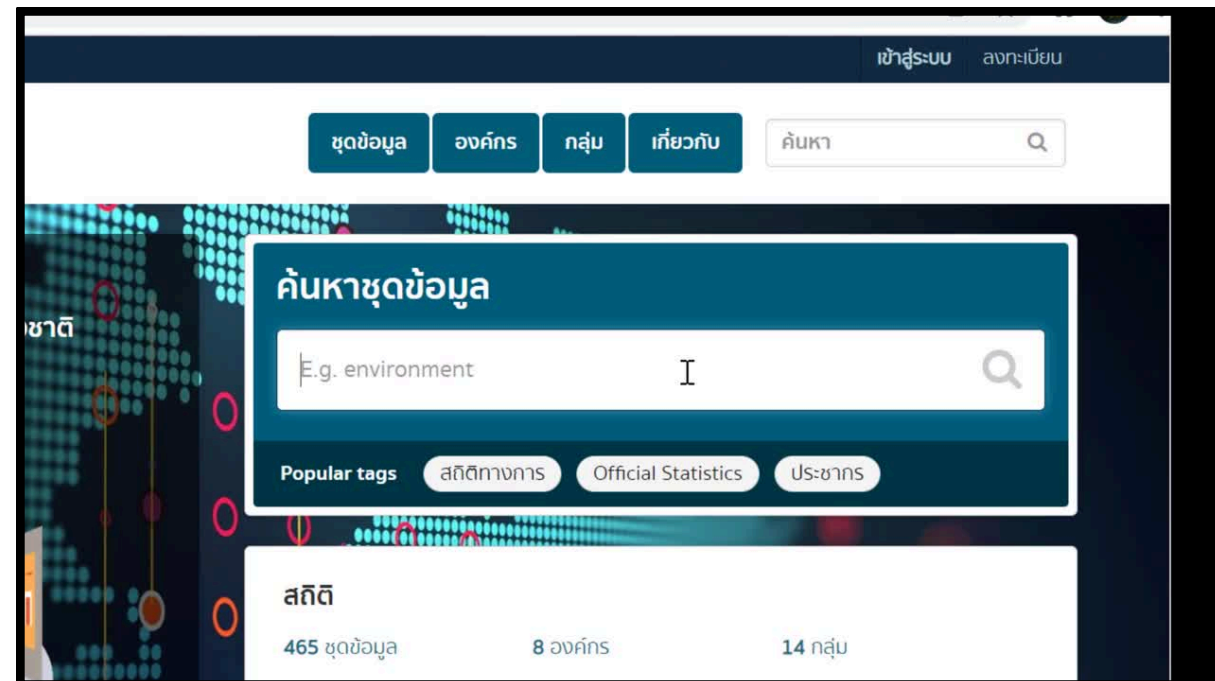 เข้าสู่ระบบ ลงทะเบียน
ชุดข้อมูล องค์กร กลุ่ม เกี่ยวกับ ค้นหา
ค้นหาชุดข้อมูล
E.g. environment
Popular tags สถิติทางการ Official Statistics ประชากร
สถิติ
465 ชุดข้อมูล 8 องค์กร 14 กลุ่ม